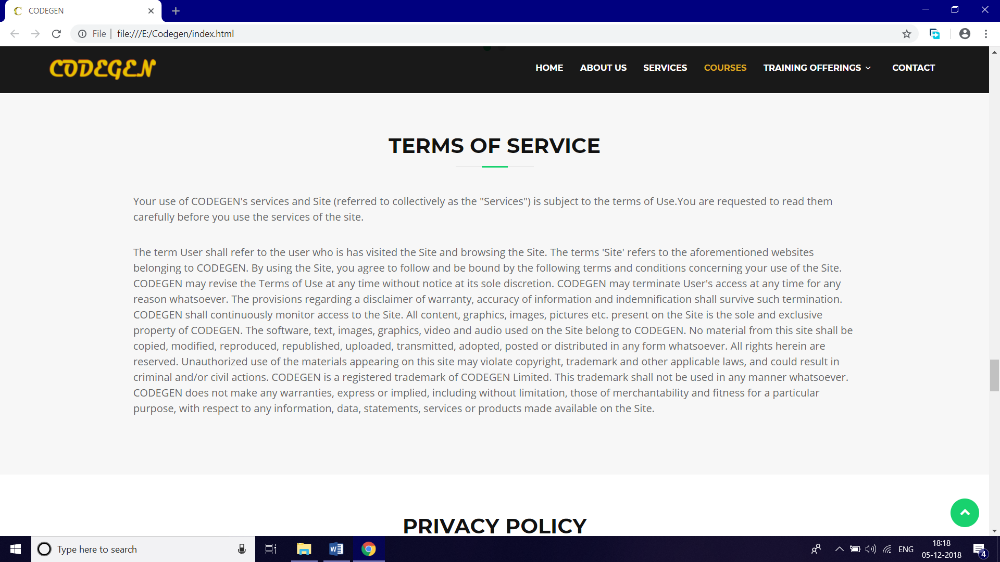 CODEGEN
File | file:///E:/Codegen/index.html
CODEGEN
HOME ABOUT US SERVICES COURSES TRAINING OFFERINGS CONTACT
TERMS OF SERVICE
Your use of CODEGEN's services and Site (referred to collectively as the "Services") is subject to the terms of Use.You are requested to read them
carefully before you use the services of the site.
The term User shall refer to the user who is has visited the Site and browsing the Site. The terms 'Site' refers to the aforementioned websites
belonging to CODEGEN. By using the Site, you agree to follow and be bound by the following terms and conditions concerning your use of the Site.
CODEGEN may revise the Terms of Use at any time without notice at its sole discretion. CODEGEN may terminate User's access at any time for any
reason whatsoever. The provisions regarding a disclaimer of warranty, accuracy of information and indemnification shall survive such termination.
CODEGEN shall continuously monitor access to the Site. All content, graphics, images, pictures etc. present on the Site is the sole and exclusive
property of CODEGEN. The software, text, images, graphics, video and audio used on the Site belong to CODEGEN. No material from this site shall be
copied, modified, reproduced, republished, uploaded, transmitted, adopted, posted or distributed in any form whatsoever. All rights herein are
reserved. Unauthorized use of the materials appearing on this site may violate copyright, trademark and other applicable laws, and could result in
criminal and/or civil actions. CODEGEN is a registered trademark of CODEGEN Limited. This trademark shall not be used in any manner whatsoever.
CODEGEN does not make any warranties, express or implied, including without limitation, those of merchantability and fitness for a particular
purpose, with respect to any information, data, statements, services or products made available on the Site.
PRIVACY POLICY
Type here to search
ENG
18:18
05-12-2018
4